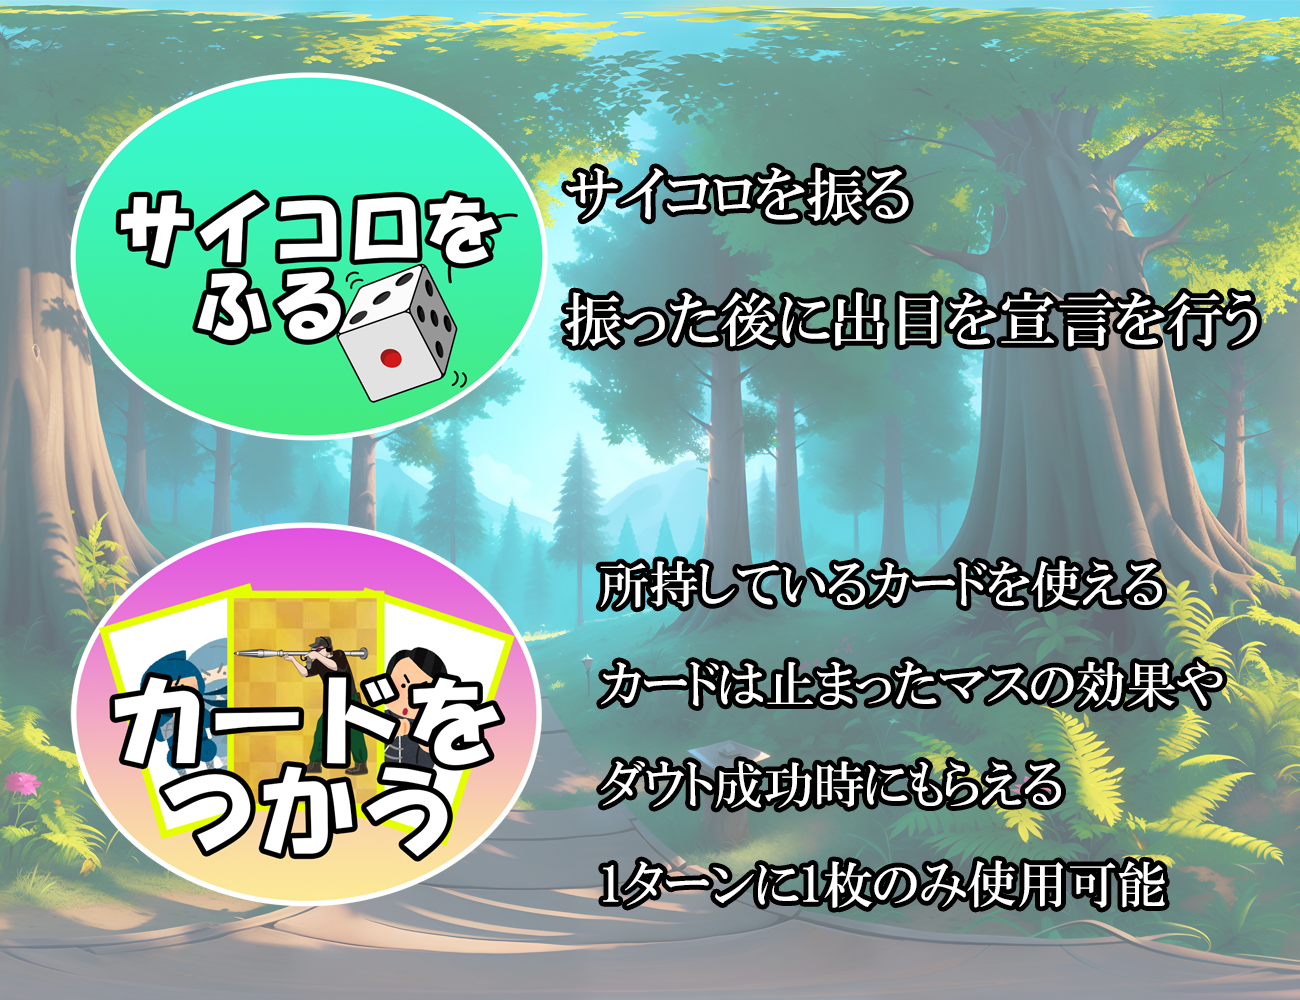 サイコロを
ふる
サイコロを振る
振った後に出目を宣言を行う
カードを
つかう
所持しているカードを使える
カードは止まったマスの効果や
ダウト成功時にもらえる
1ターンに1枚のみ使用可能